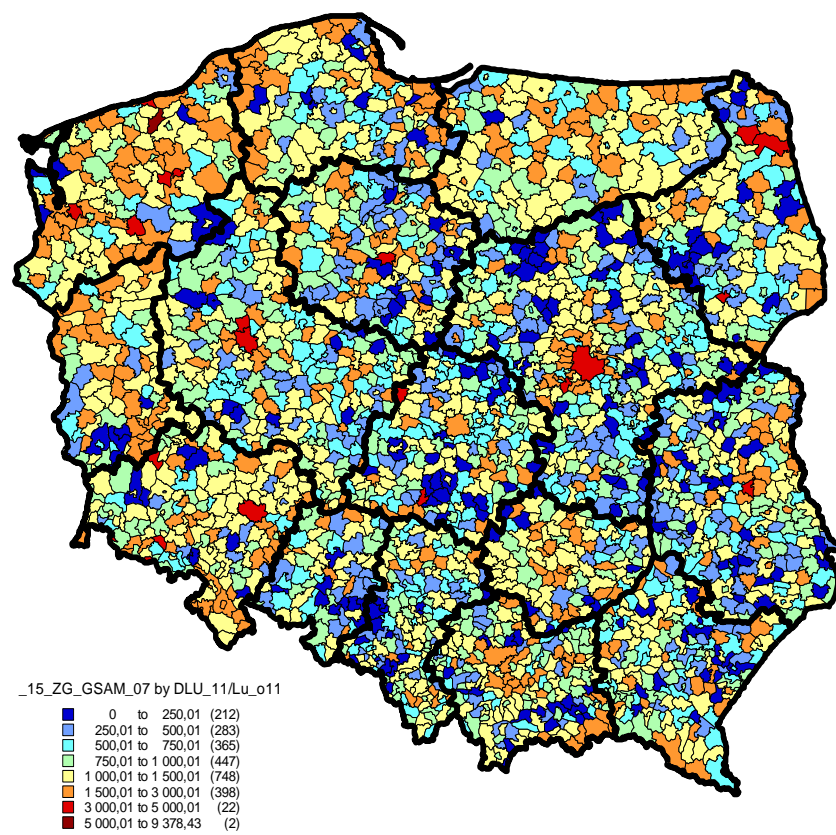 _15_ZG_GSAM_07 by DLU_11/Lu_o11
0 to 250,01 (212)
250,01 to 500,01 (283)
500,01 to 750,01 (365)
750,01 to 1 000,01 (447)
1 000,01 to 1 500,01 (748)
1 500,01 to 3 000,01 (398)
3 000,01 to 5 000,01 (22)
5 000,01 to 9 378,43 (2)